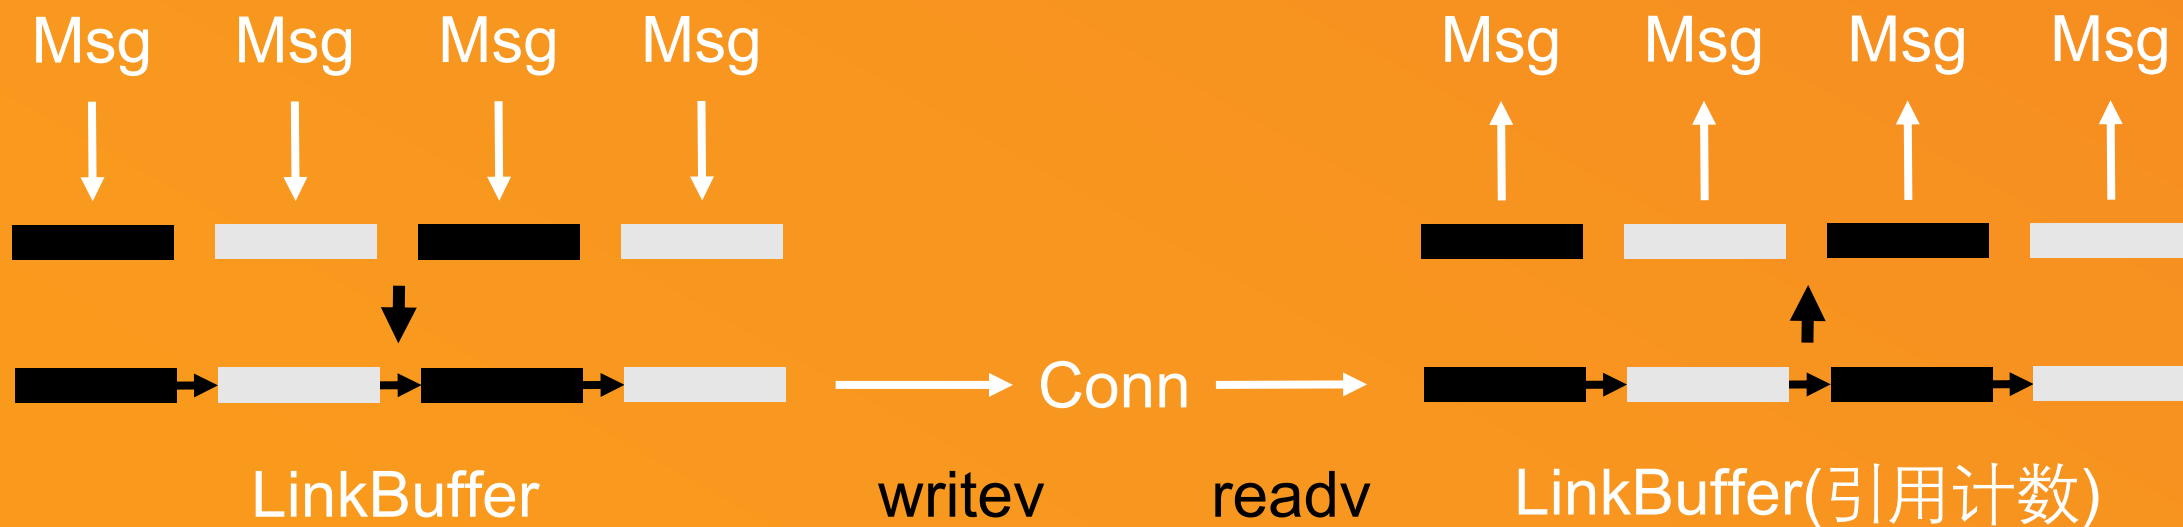 Msg Msg Msg Msg Msg Msg Msg Msg
Conn
LinkBuffer writev readv LinkBuffer(引用计数)